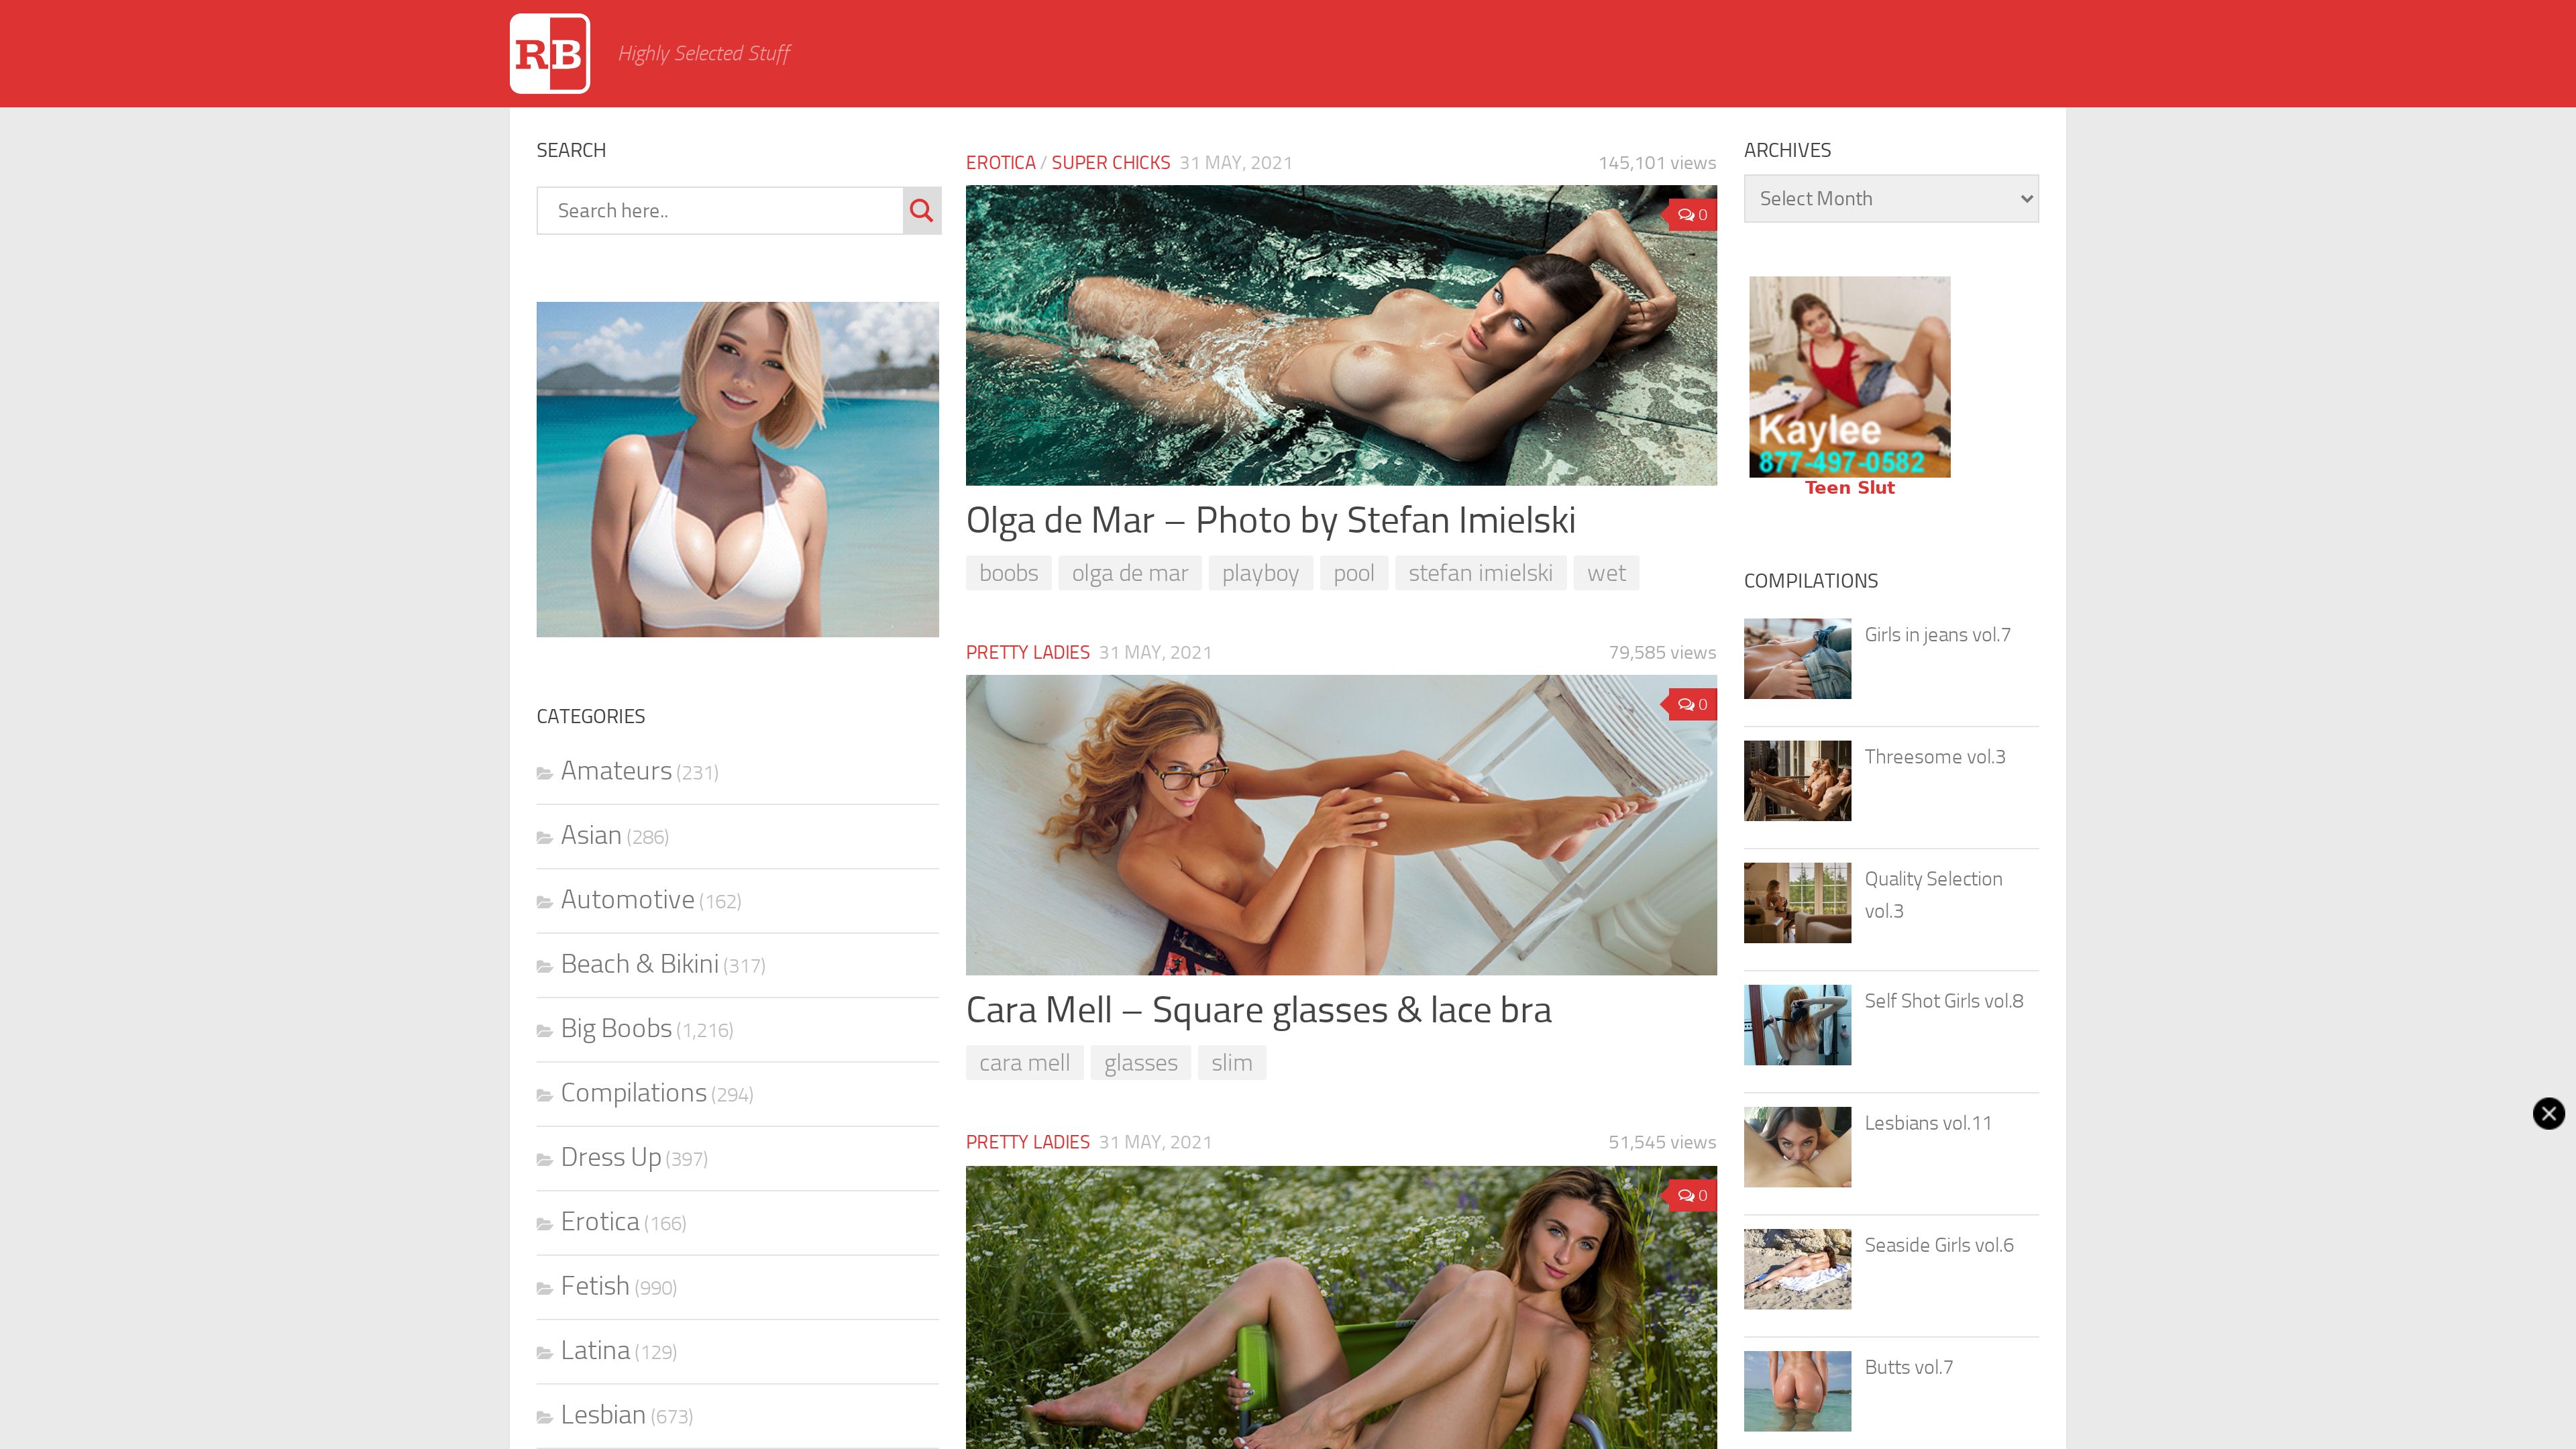 RB
Highly Selected Stuff
SEARCH
Search here..
CATEGORIES
Amateurs (231)
Asian (286)
Automotive (162)
Beach & Bikini (317)
Big Boobs (1,216)
Compilations (294)
Dress Up (397)
Erotica (166)
Fetish (990)
Latina (129)
Lesbian (673)
EROTICA / SUPER CHICKS 31 MAY, 2021 145,101 views
0
Olga de Mar – Photo by Stefan Imielski
boobs olga de mar playboy pool stefan imielski wet
PRETTY LADIES 31 MAY, 2021 79,585 views
0
Cara Mell – Square glasses & lace bra
cara mell glasses slim
PRETTY LADIES 31 MAY, 2021 51,545 views
0
ARCHIVES
Select Month
Kaylee
877-497-0582
Teen Slut
COMPILATIONS
Girls in jeans vol.7
Threesome vol.3
Quality Selection
vol.3
Self Shot Girls vol.8
Lesbians vol.11
Seaside Girls vol.6
Butts vol.7